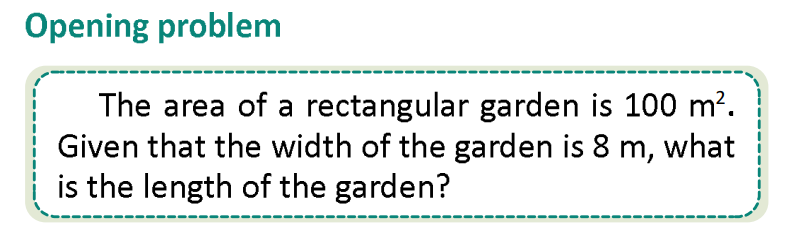 Opening problem
The area of a rectangular garden is 100 m².
Given that the width of the garden is 8 m, what
is the length of the garden?